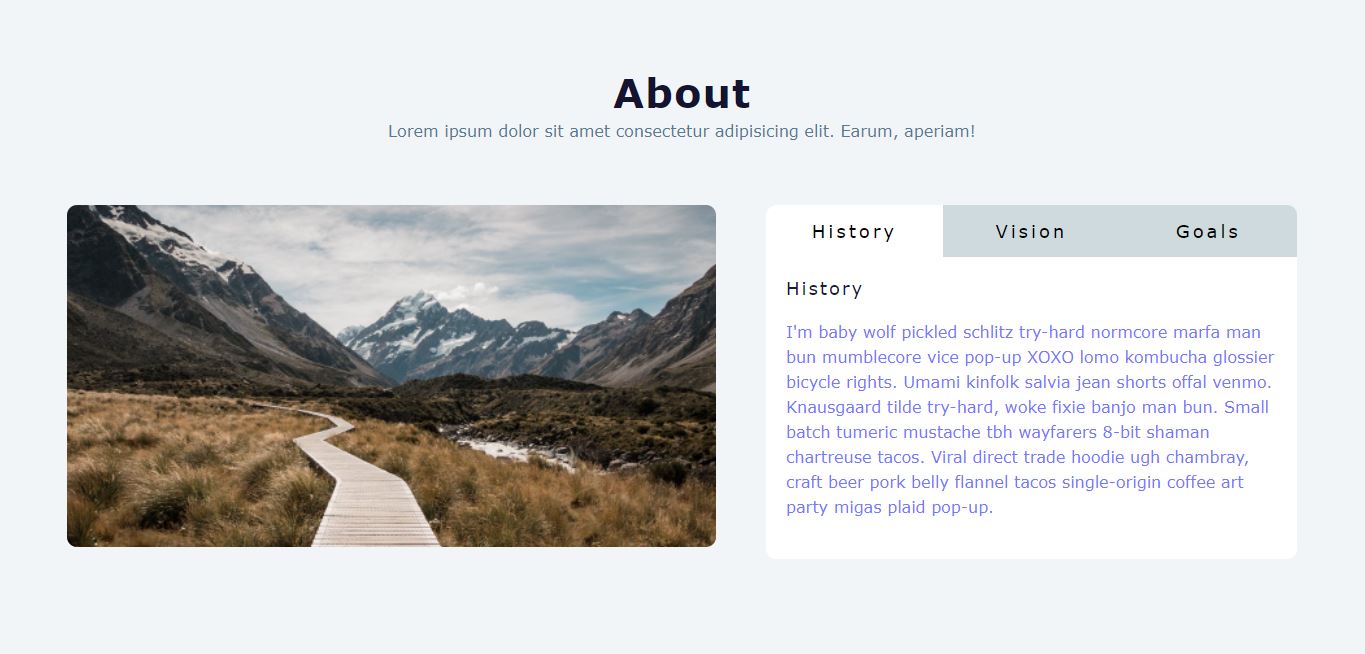 About
Lorem ipsum dolor sit amet consectetur adipisicing elit. Earum, aperiam!
History
Vision
Goals
History
I'm baby wolf pickled schlitz try-hard normcore marfa man
bun mumblecore vice pop-up XOXO lomo kombucha glossier
bicycle rights. Umami kinfolk salvia jean shorts offal venmo.
Knausgaard tilde try-hard, woke fixie banjo man bun. Small
batch tumeric mustache tbh wayfarers 8-bit shaman
chartreuse tacos. Viral direct trade hoodie ugh chambray,
craft beer pork belly flannel tacos single-origin coffee art
party migas plaid pop-up.